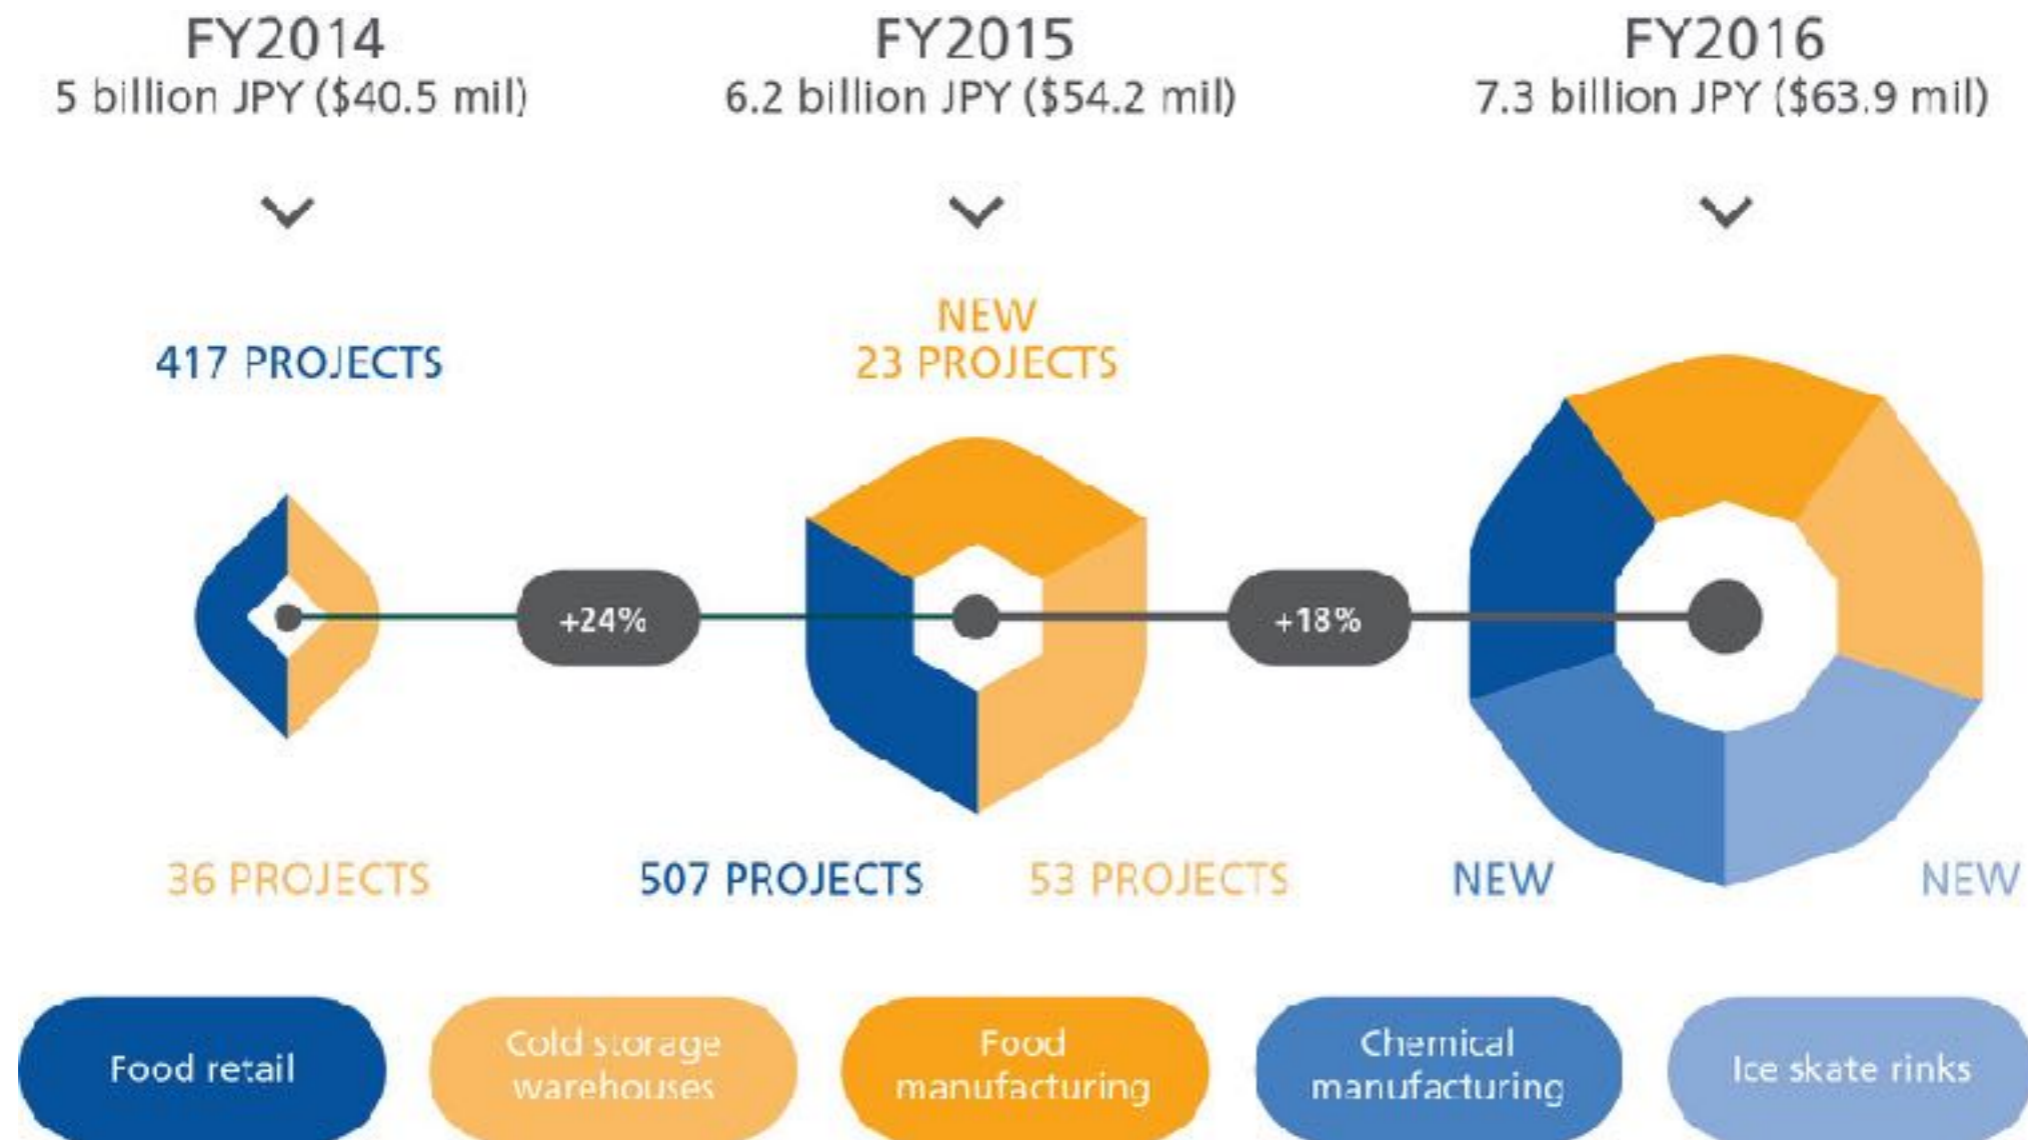 FY2014
5 billion JPY ($40.5 mil)
FY2015
6.2 billion JPY ($54.2 mil)
FY2016
7.3 billion JPY ($63.9 mil)
417 PROJECTS
NEW
23 PROJECTS
+24%
+18%
36 PROJECTS
507 PROJECTS
53 PROJECTS
NEW
NEW
Food retail
Cold storage
warehouses
Food
manufacturing
Chemical
manufacturing
Ice skate rinks